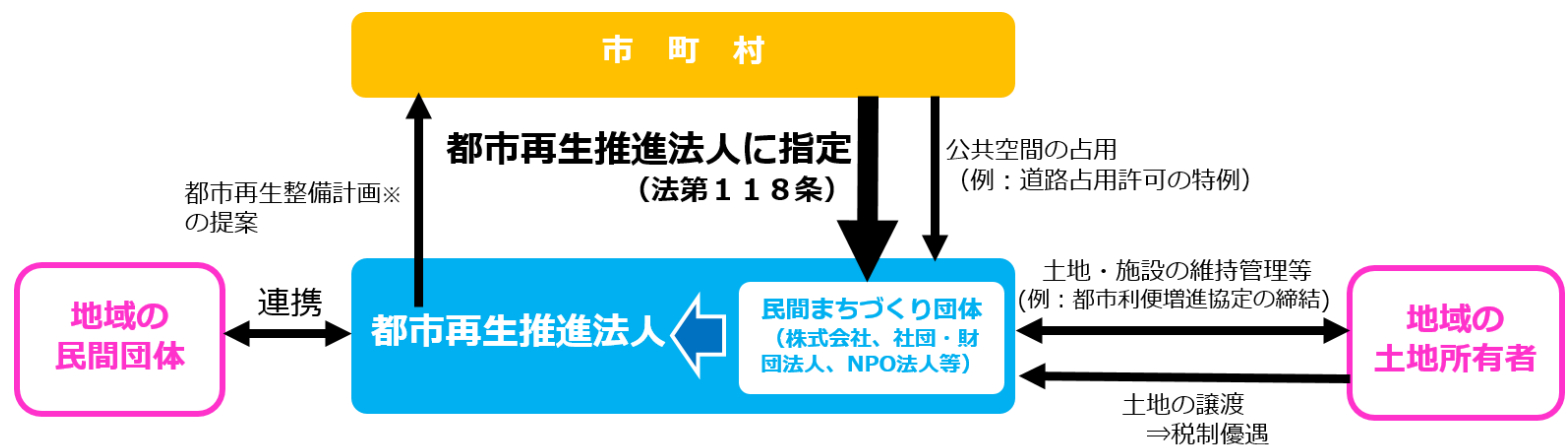 市　町　村
都市再生推進法人に指定
（法第１１８条）
公共空間の占用
（例：道路占用許可の特例）
都市再生整備計画※
の提案
地域の
民間団体
連携
都市再生推進法人
民間まちづくり団体
（株式会社、社団・財
団法人、NPO法人等）
土地・施設の維持管理等
(例：都市利便増進協定の締結)
地域の
土地所有者
土地の譲渡
⇒税制優遇